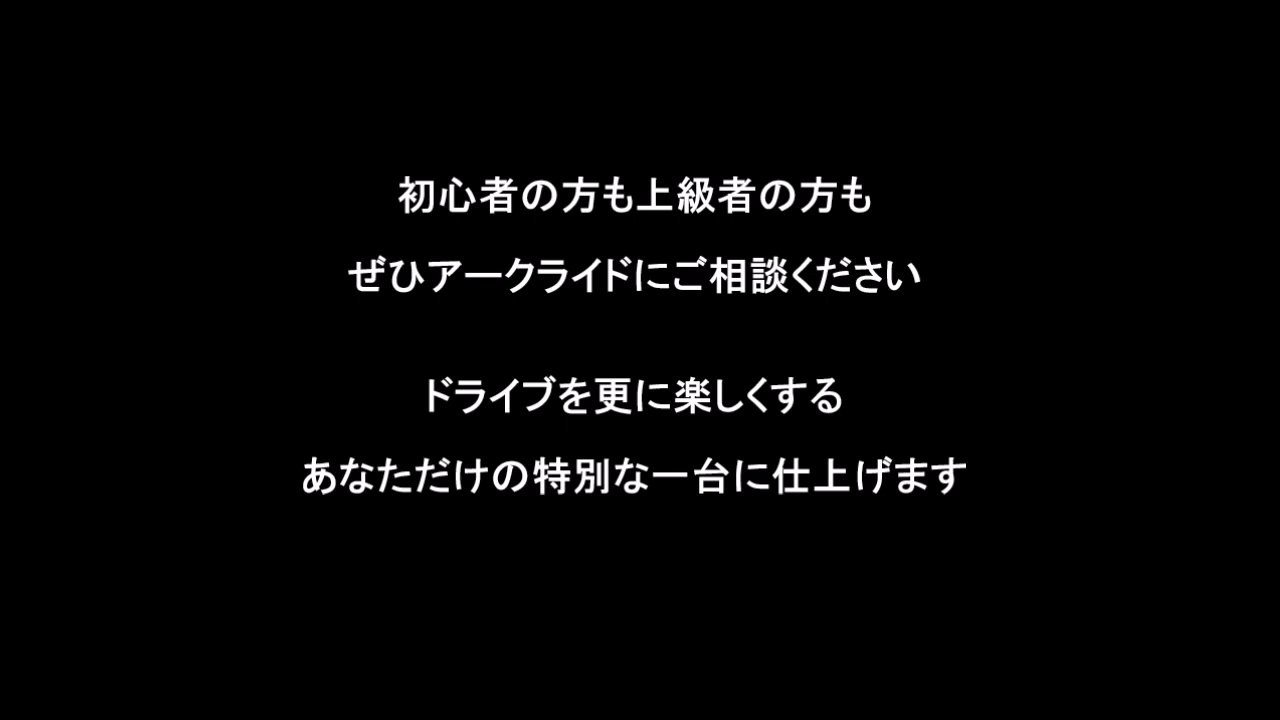 初心者の方も上級者の方も
ぜひアークライドにご相談ください
ドライブを更に楽しくする
あなただけの特別な一台に仕上げます